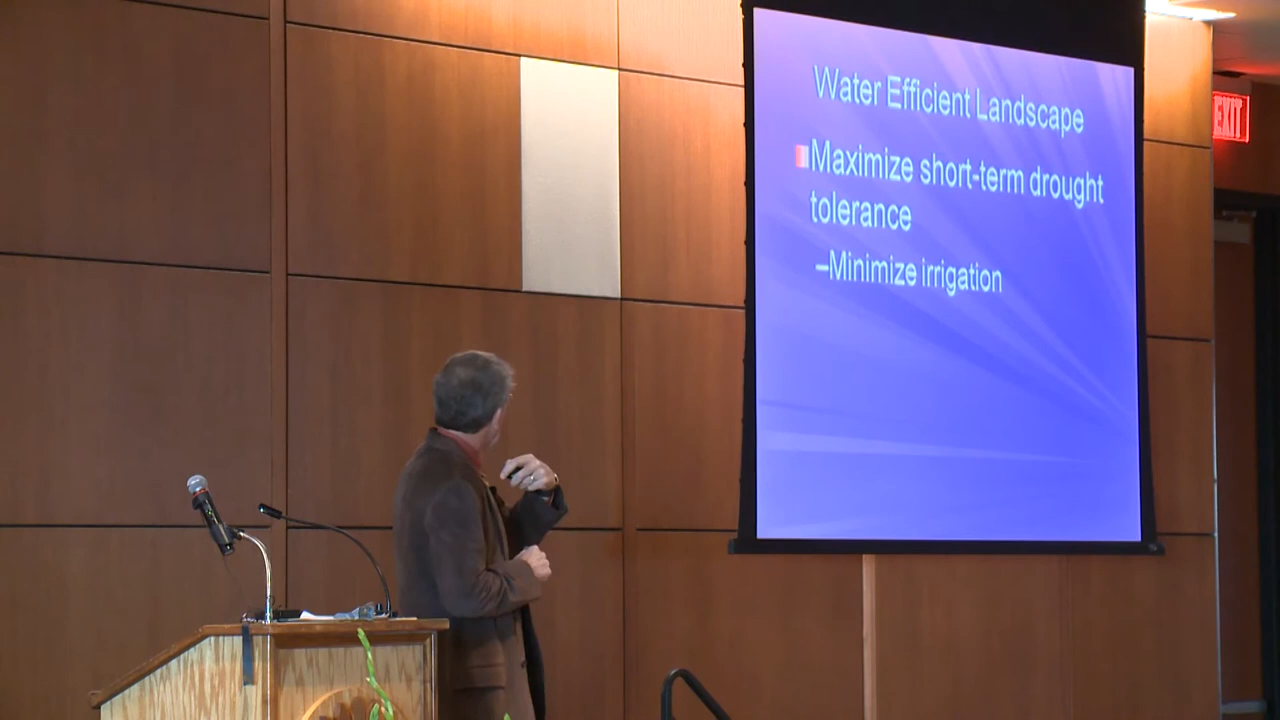 Water Efficient Landscape
Maximize short-term drought
tolerance
–Minimize irrigation
EXIT